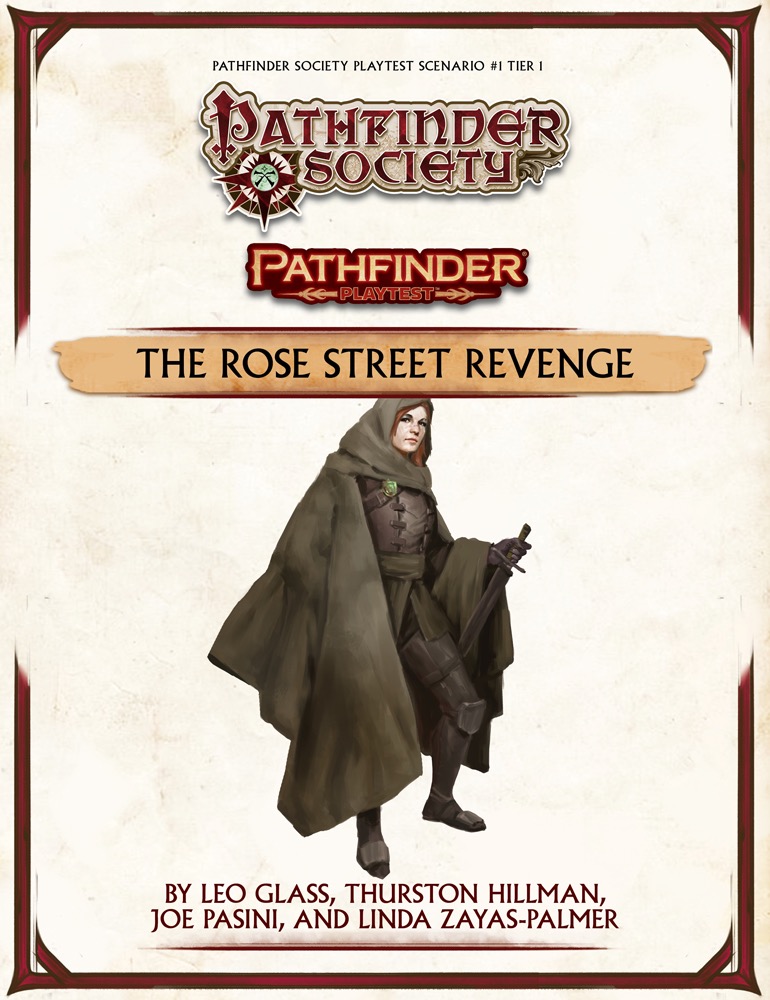 PATHFINDER SOCIETY PLAYTEST SCENARIO #1 TIER 1
PATHFINDER
SOCIETY
PATHFINDER®
PLAYTEST™
THE ROSE STREET REVENGE
BY LEO GLASS, THURSTON HILLMAN,
JOE PASINI, AND LINDA ZAYAS-PALMER